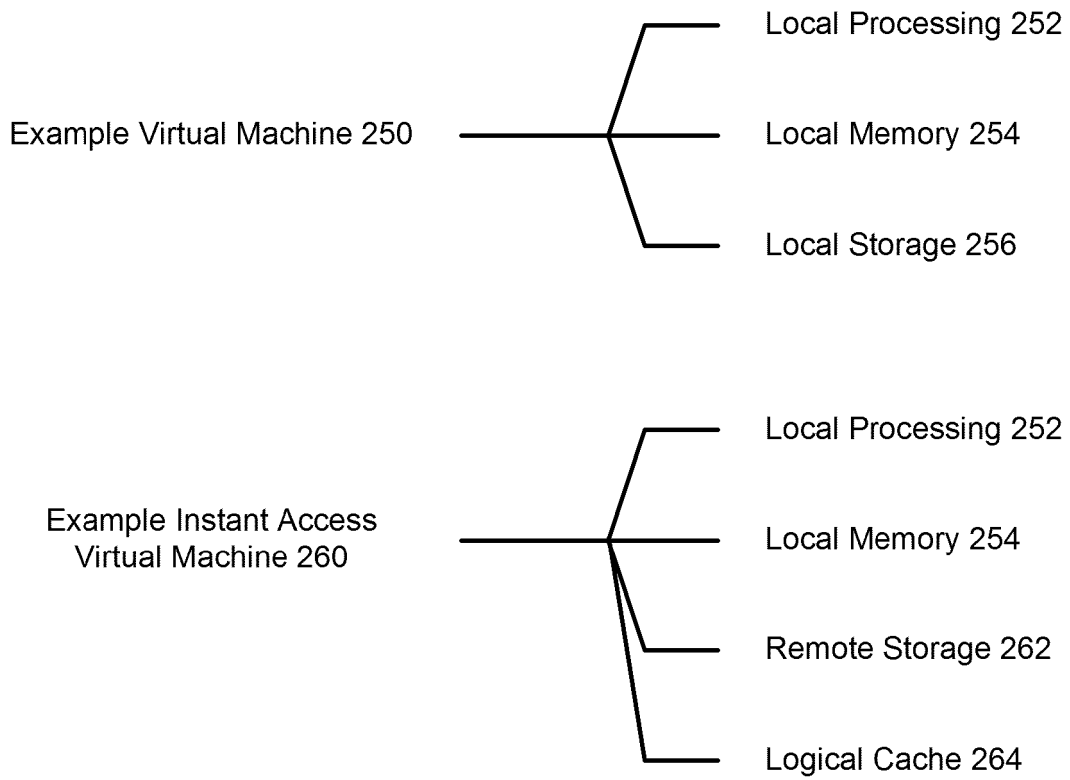 Local Processing 252
Example Virtual Machine 250
Local Memory 254
Local Storage 256
Local Processing 252
Example Instant Access
Virtual Machine 260
Local Memory 254
Remote Storage 262
Logical Cache 264